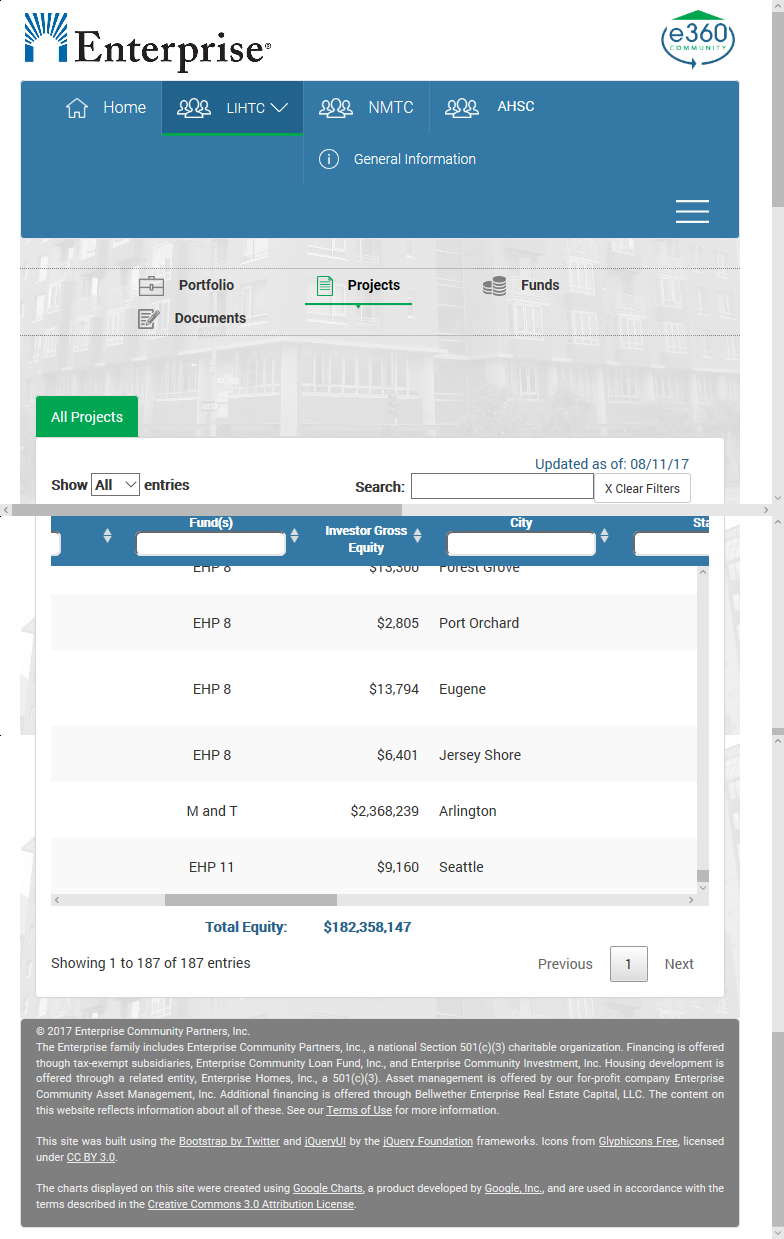 Enterprise®
e360
COMMUNITY
Home LIHTC NMTC AHSC
General Information
Portfolio Projects Funds
Documents
All Projects
Updated as of: 08/11/17
Show All entries Search: X Clear Filters
Fund(s) Investor Gross Equity City Sta
EHP 8 $13,300 Forest Grove
EHP 8 $2,805 Port Orchard
EHP 8 $13,794 Eugene
EHP 8 $6,401 Jersey Shore
M and T $2,368,239 Arlington
EHP 11 $9,160 Seattle
Total Equity: $182,358,147
Showing 1 to 187 of 187 entries Previous 1 Next
© 2017 Enterprise Community Partners, Inc.
The Enterprise family includes Enterprise Community Partners, Inc., a national Section 501(c)(3) charitable organization. Financing is offered
though tax-exempt subsidiaries, Enterprise Community Loan Fund, Inc., and Enterprise Community Investment, Inc. Housing development is
offered through a related entity, Enterprise Homes, Inc., a 501(c)(3). Asset management is offered by our for-profit company Enterprise
Community Asset Management, Inc. Additional financing is offered through Bellwether Enterprise Real Estate Capital, LLC. The content on
this website reflects information about all of these. See our Terms of Use for more information.
This site was built using the Bootstrap by Twitter and jQueryUI by the jQuery Foundation frameworks. Icons from Glyphicons Free, licensed
under CC BY 3.0.
The charts displayed on this site were created using Google Charts, a product developed by Google, Inc., and are used in accordance with the
terms described in the Creative Commons 3.0 Attribution License.